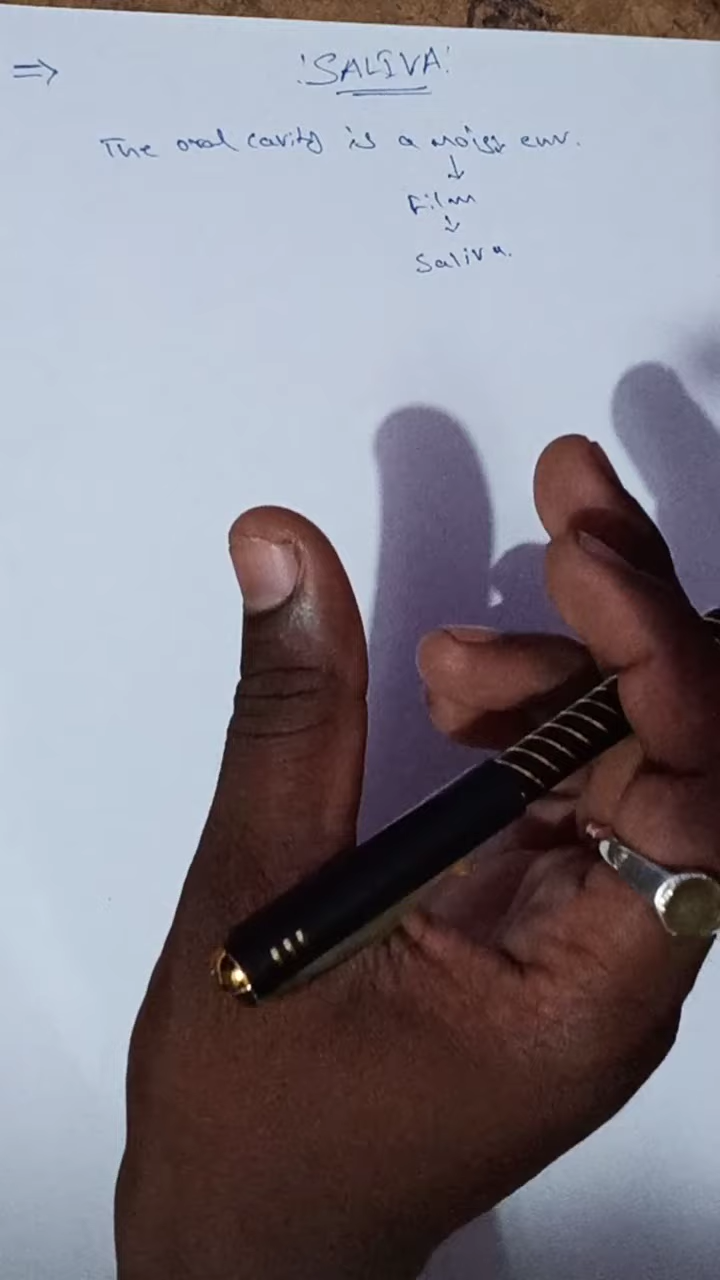 ⇒ 'SALIVA'
The oral cavity is a moist env.
↓
Film
↓
Saliva.